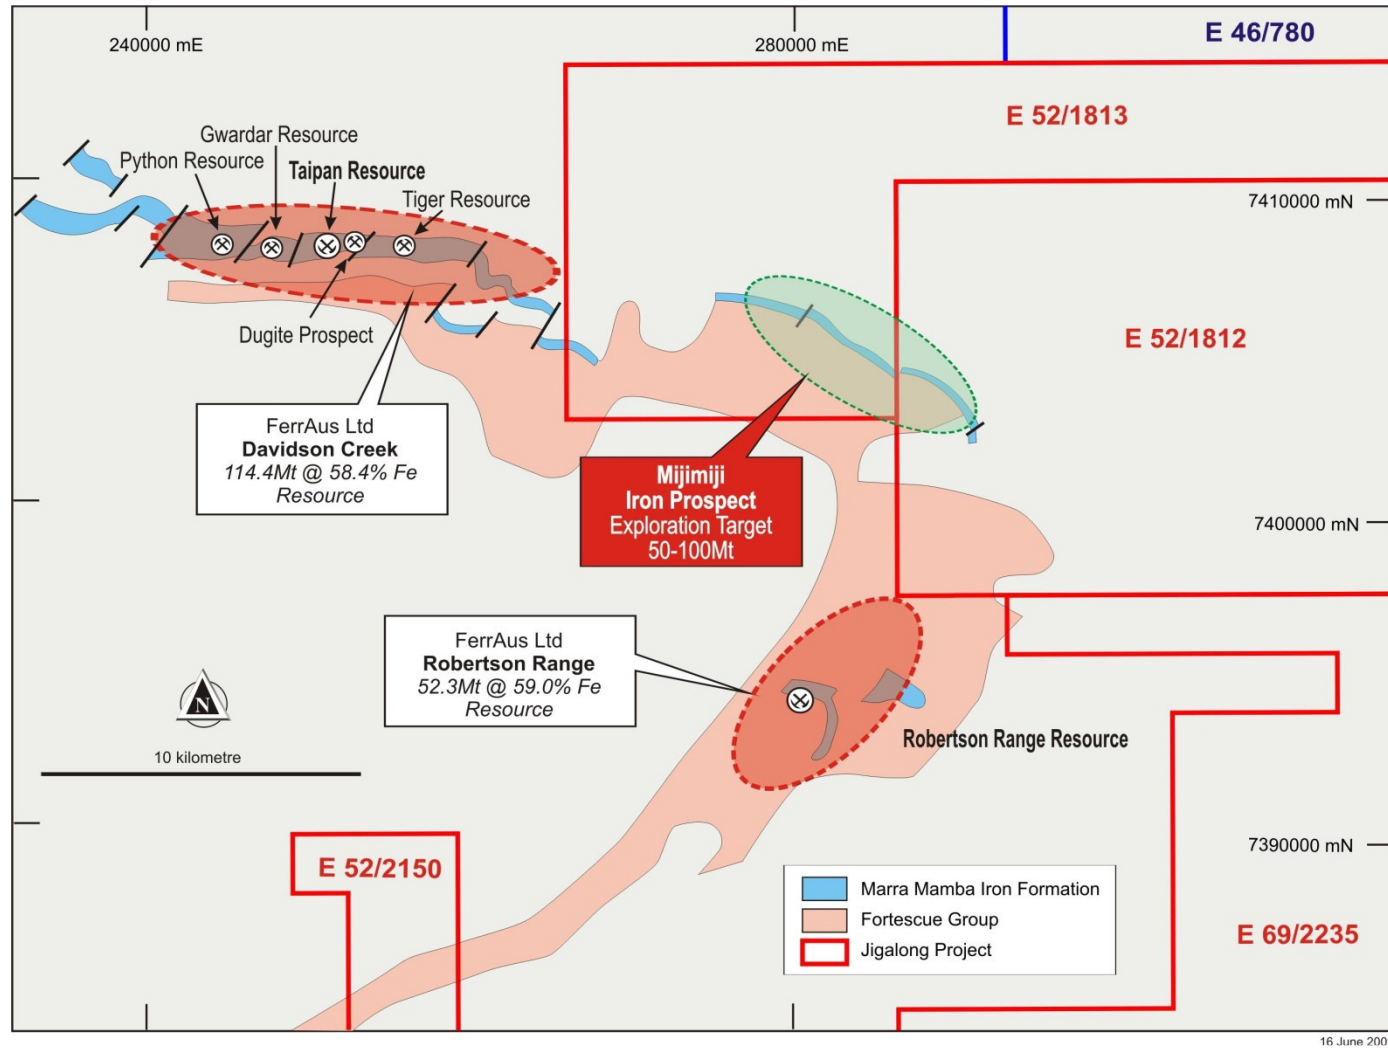 240000 mE
280000 mE
E 46/780
E 52/1813
Gwardar Resource
Python Resource
Taipan Resource
Tiger Resource
7410000 mN
Dugite Prospect
E 52/1812
FerrAus Ltd
Davidson Creek
114.4Mt @ 58.4% Fe
Resource
Mijimiji
Iron Prospect
Exploration Target
50-100Mt
7400000 mN
FerrAus Ltd
Robertson Range
52.3Mt @ 59.0% Fe
Resource
N
10 kilometre
Robertson Range Resource
7390000 mN
E 52/2150
Marra Mamba Iron Formation
Fortescue Group
Jigalong Project
E 69/2235
16 June